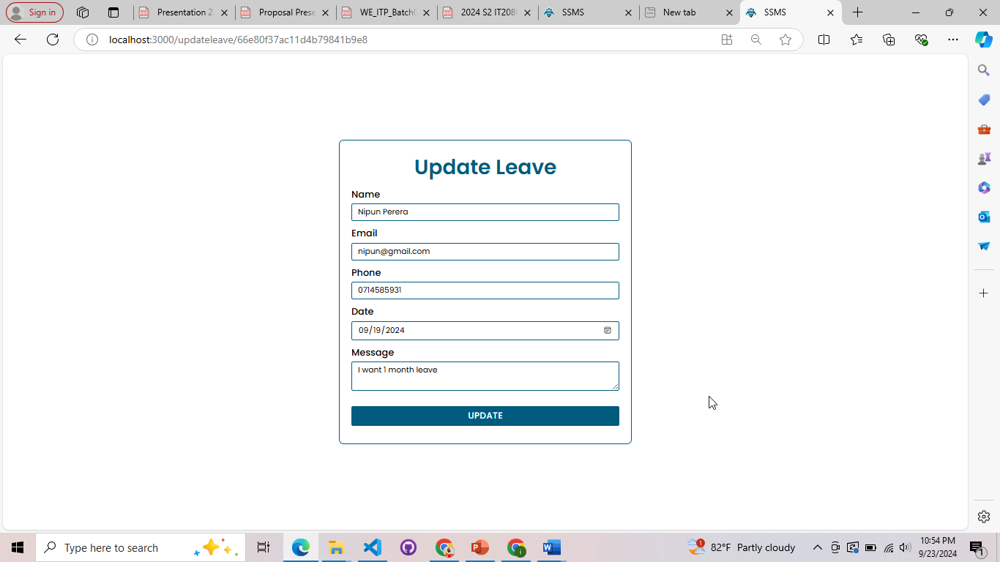 Sign in
Presentation 2
Proposal Prese
WE_ITP_Batch
2024 S2 IT208
SSMS
New tab
SSMS
localhost:3000/updateleave/66e80f37ac11d4b79841b9e8
Update Leave
Name
Nipun Perera
Email
nipun@gmail.com
Phone
0714585931
Date
09/19/2024
Message
I want 1 month leave
UPDATE
Type here to search
1
82°F Partly cloudy
10:54 PM
9/23/2024
1